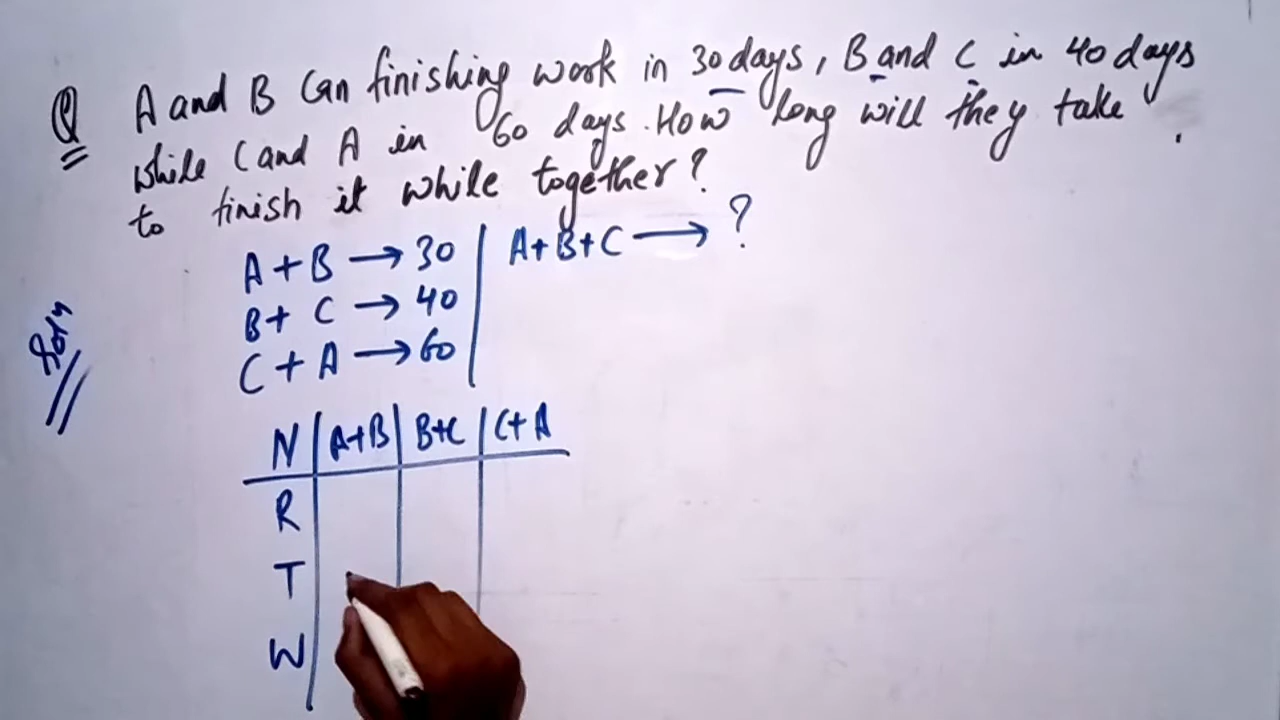 Q A and B Can finishing work in 30 days, B and C in 40 days
while C and A in 60 days. How long will they take
to finish it while together?
A + B → 30
B + C → 40
C + A → 60
A + B + C → ?
Soln
N A+B B+C C+A
R
T
W